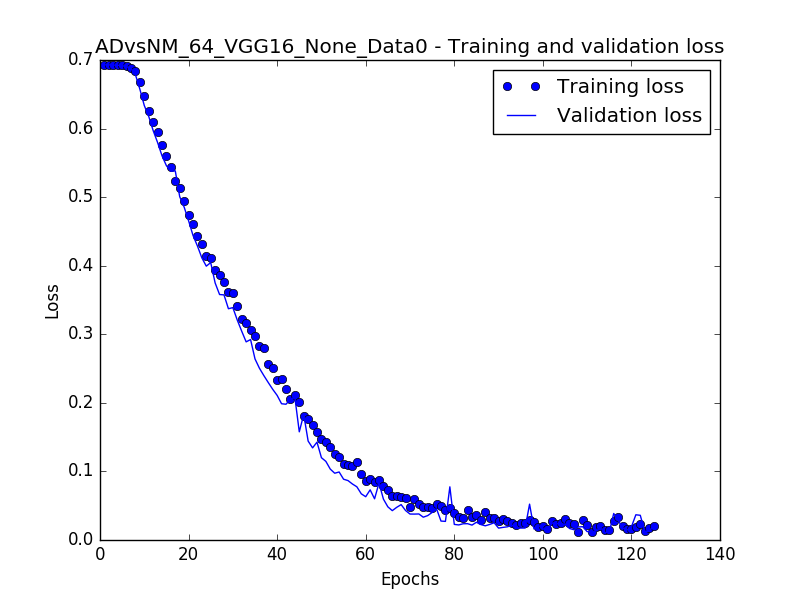 ADvsNM_64_VGG16_None_Data0 - Training and validation loss
Training loss
Validation loss
0.7
0.6
0.5
0.4
0.3
0.2
0.1
0.0
Loss
0 20 40 60 80 100 120 140
Epochs